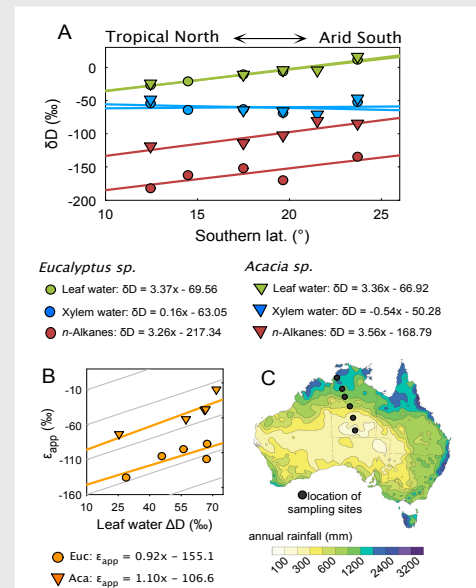 A
Tropical North
Arid South
0
-50
-100
-150
-200
δD (‰)
10
15
20
25
Southern lat. (°)
Eucalyptus sp.
Leaf water: δD = 3.37x - 69.56
Xylem water: δD = 0.16x - 63.05
n-Alkanes: δD = 3.26x - 217.34
Acacia sp.
Leaf water: δD = 3.36x - 66.92
Xylem water: δD = -0.54x - 50.28
n-Alkanes: δD = 3.56x - 168.79
B
-10
-60
-110
-160
εapp (‰)
10
25
40
55
70
Leaf water ΔD (‰)
Euc: εapp = 0.92x - 155.1
Aca: εapp = 1.10x - 106.6
C
location of
sampling sites
annual rainfall (mm)
100
300
600
1200
2400
3200